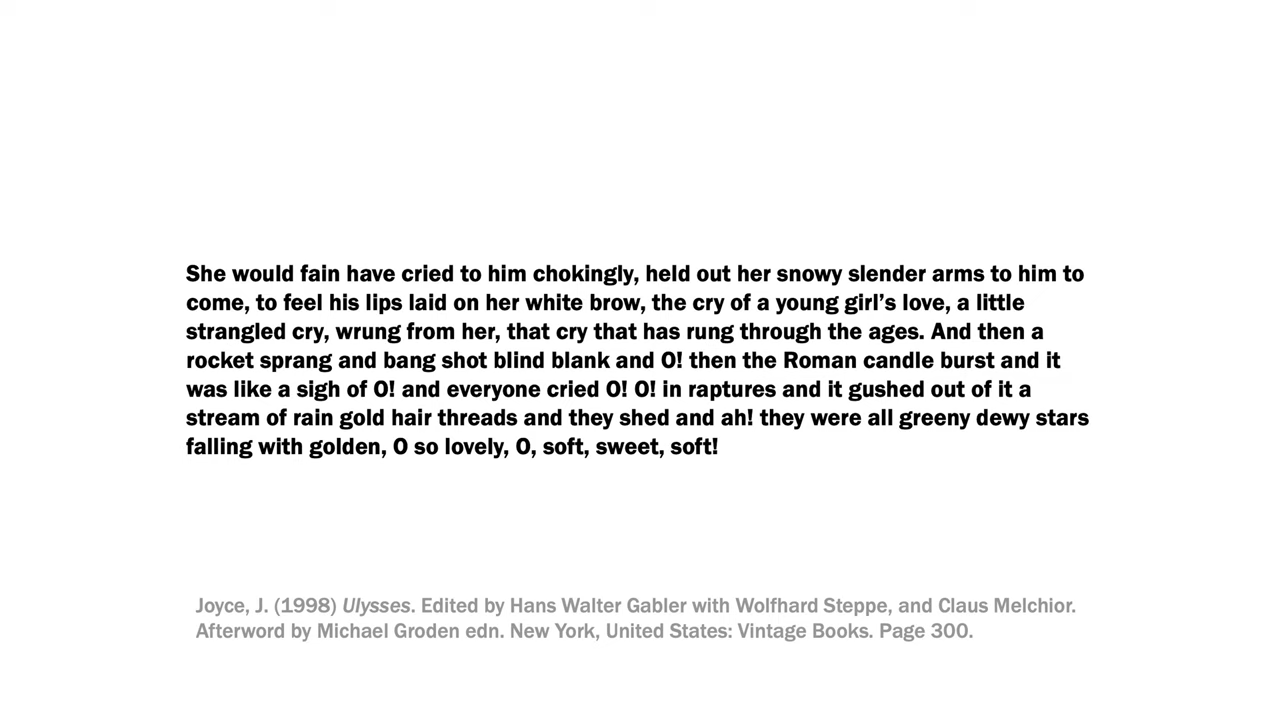 She would fain have cried to him chokingly, held out her snowy slender arms to him to
come, to feel his lips laid on her white brow, the cry of a young girl’s love, a little
strangled cry, wrung from her, that cry that has rung through the ages. And then a
rocket sprang and bang shot blind blank and O! then the Roman candle burst and it
was like a sigh of O! and everyone cried O! O! in raptures and it gushed out of it a
stream of rain gold hair threads and they shed and ah! they were all greeny dewy stars
falling with golden, O so lovely, O, soft, sweet, soft!
Joyce, J. (1998) Ulysses. Edited by Hans Walter Gabler with Wolfhard Steppe, and Claus Melchior.
Afterword by Michael Groden edn. New York, United States: Vintage Books. Page 300.